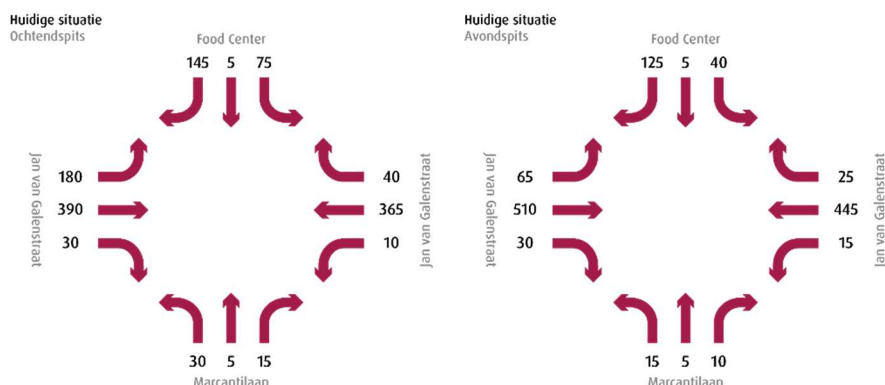 Huidige situatie
Ochtendspits
Food Center
145 5 75
Jan van Galenstraat
180
390
30
40
365
10
Jan van Galenstraat
30 5 15
Marcantilaan
Huidige situatie
Avondspits
Food Center
125 5 40
Jan van Galenstraat
65
510
30
25
445
15
Jan van Galenstraat
15 5 10
Marcantilaan